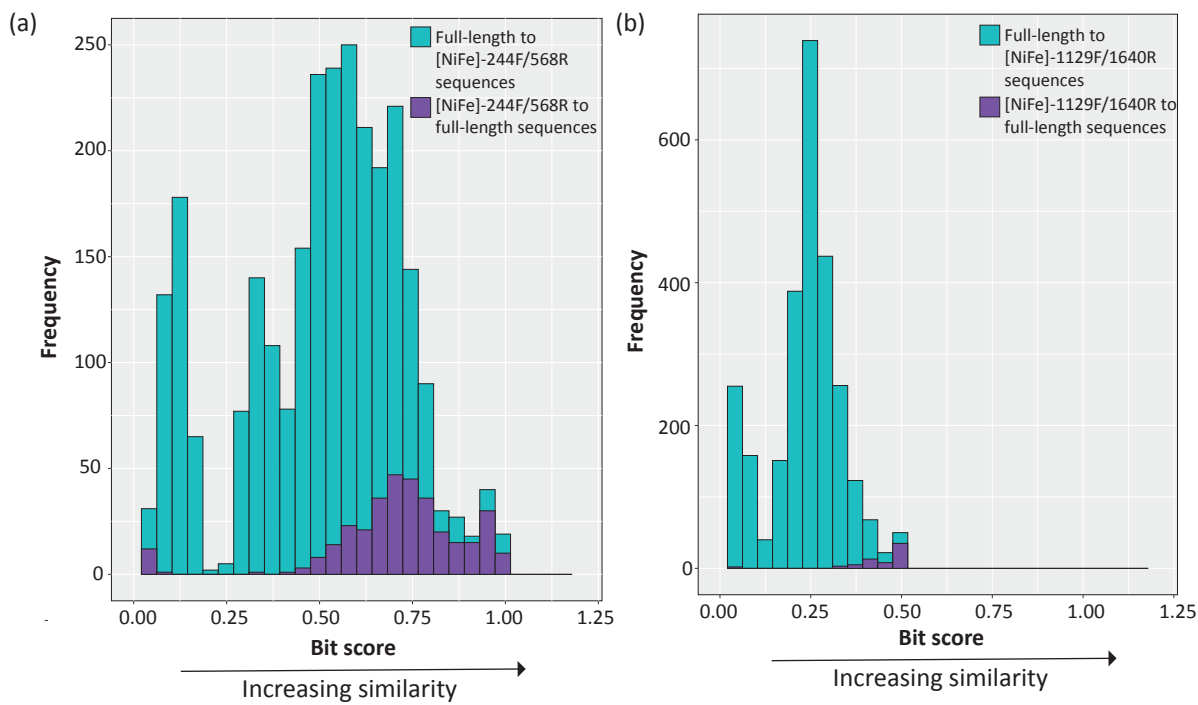 (a)
250
200
150
100
50
0
Frequency
Full-length to
[NiFe]-244F/568R
sequences
[NiFe]-244F/568R to
full-length sequences
0.00
0.25
0.50
0.75
1.00
1.25
Bit score
Increasing similarity
(b)
600
400
200
0
Frequency
Full-length to
[NiFe]-1129F/1640R
sequences
[NiFe]-1129F/1640R to
full-length sequences
0.00
0.25
0.50
0.75
1.00
1.25
Bit score
Increasing similarity